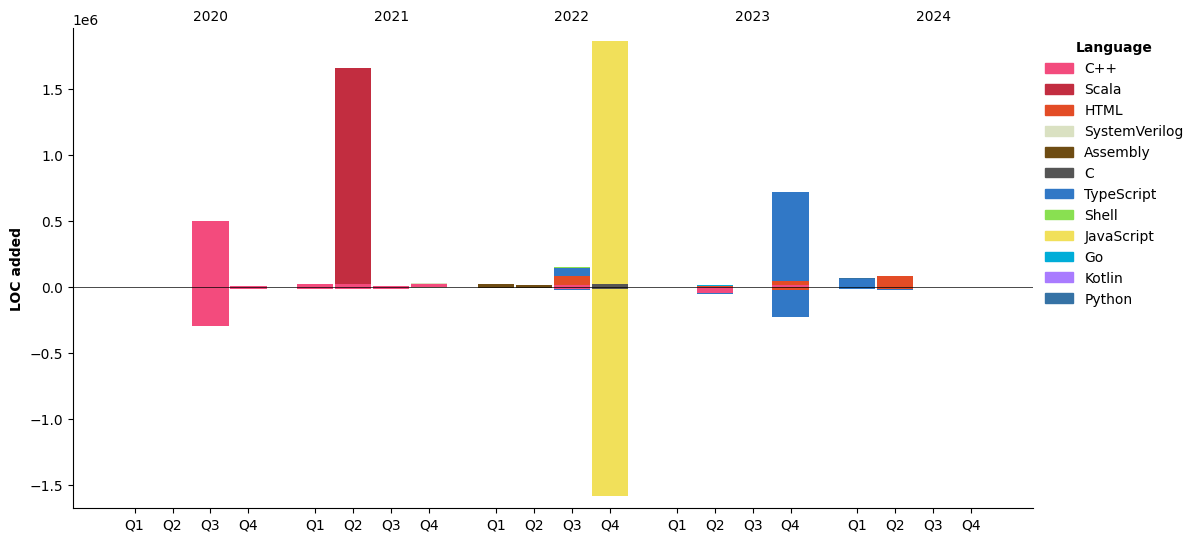 2020 2021 2022 2023 2024
1e6
Language
C++
Scala
HTML
SystemVerilog
Assembly
C
TypeScript
Shell
JavaScript
Go
Kotlin
Python
LOC added
1.5
1.0
0.5
0.0
−0.5
−1.0
−1.5
Q1 Q2 Q3 Q4 Q1 Q2 Q3 Q4 Q1 Q2 Q3 Q4 Q1 Q2 Q3 Q4 Q1 Q2 Q3 Q4